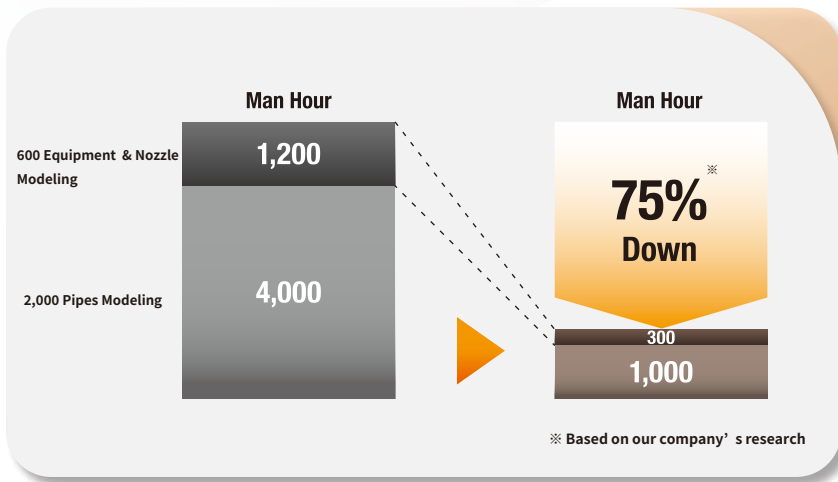 Man Hour
Man Hour
600 Equipment & Nozzle
Modeling
1,200
※
75%
Down
2,000 Pipes Modeling
4,000
300
1,000
※ Based on our company’s research